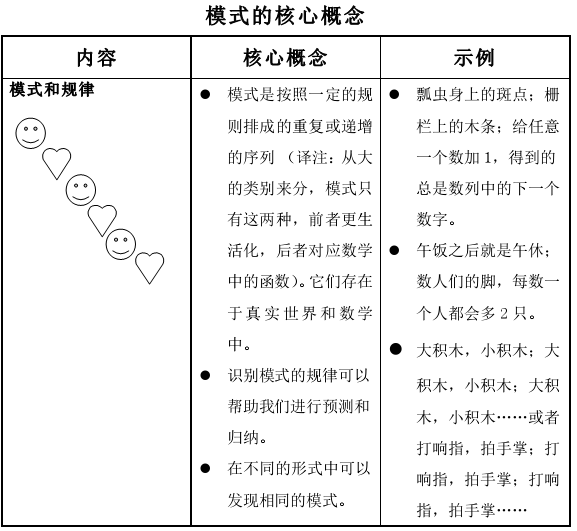 模式的核心概念
内容
核心概念
示例
模式和规律
● 模式是按照一定的规
则排成的重复或递增
的序列 （译注：从大
的类别来分，模式只
有这两种，前者更生
活化，后者对应数学
中的函数）。它们存在
于真实世界和数学
中。
● 识别模式的规律可以
帮助我们进行预测和
归纳。
● 在不同的形式中可以
发现相同的模式。
● 瓢虫身上的斑点；栅
栏上的木条；给任意
一个数加1，得到的
总是数列中的下一个
数字。
● 午饭之后就是午休；
数人们的脚，每数一
个人都会多2只。
● 大积木，小积木；大
积木，小积木；大积
木，小积木……或者
打响指，拍手掌；打
响指，拍手掌；打响
指，拍手掌……